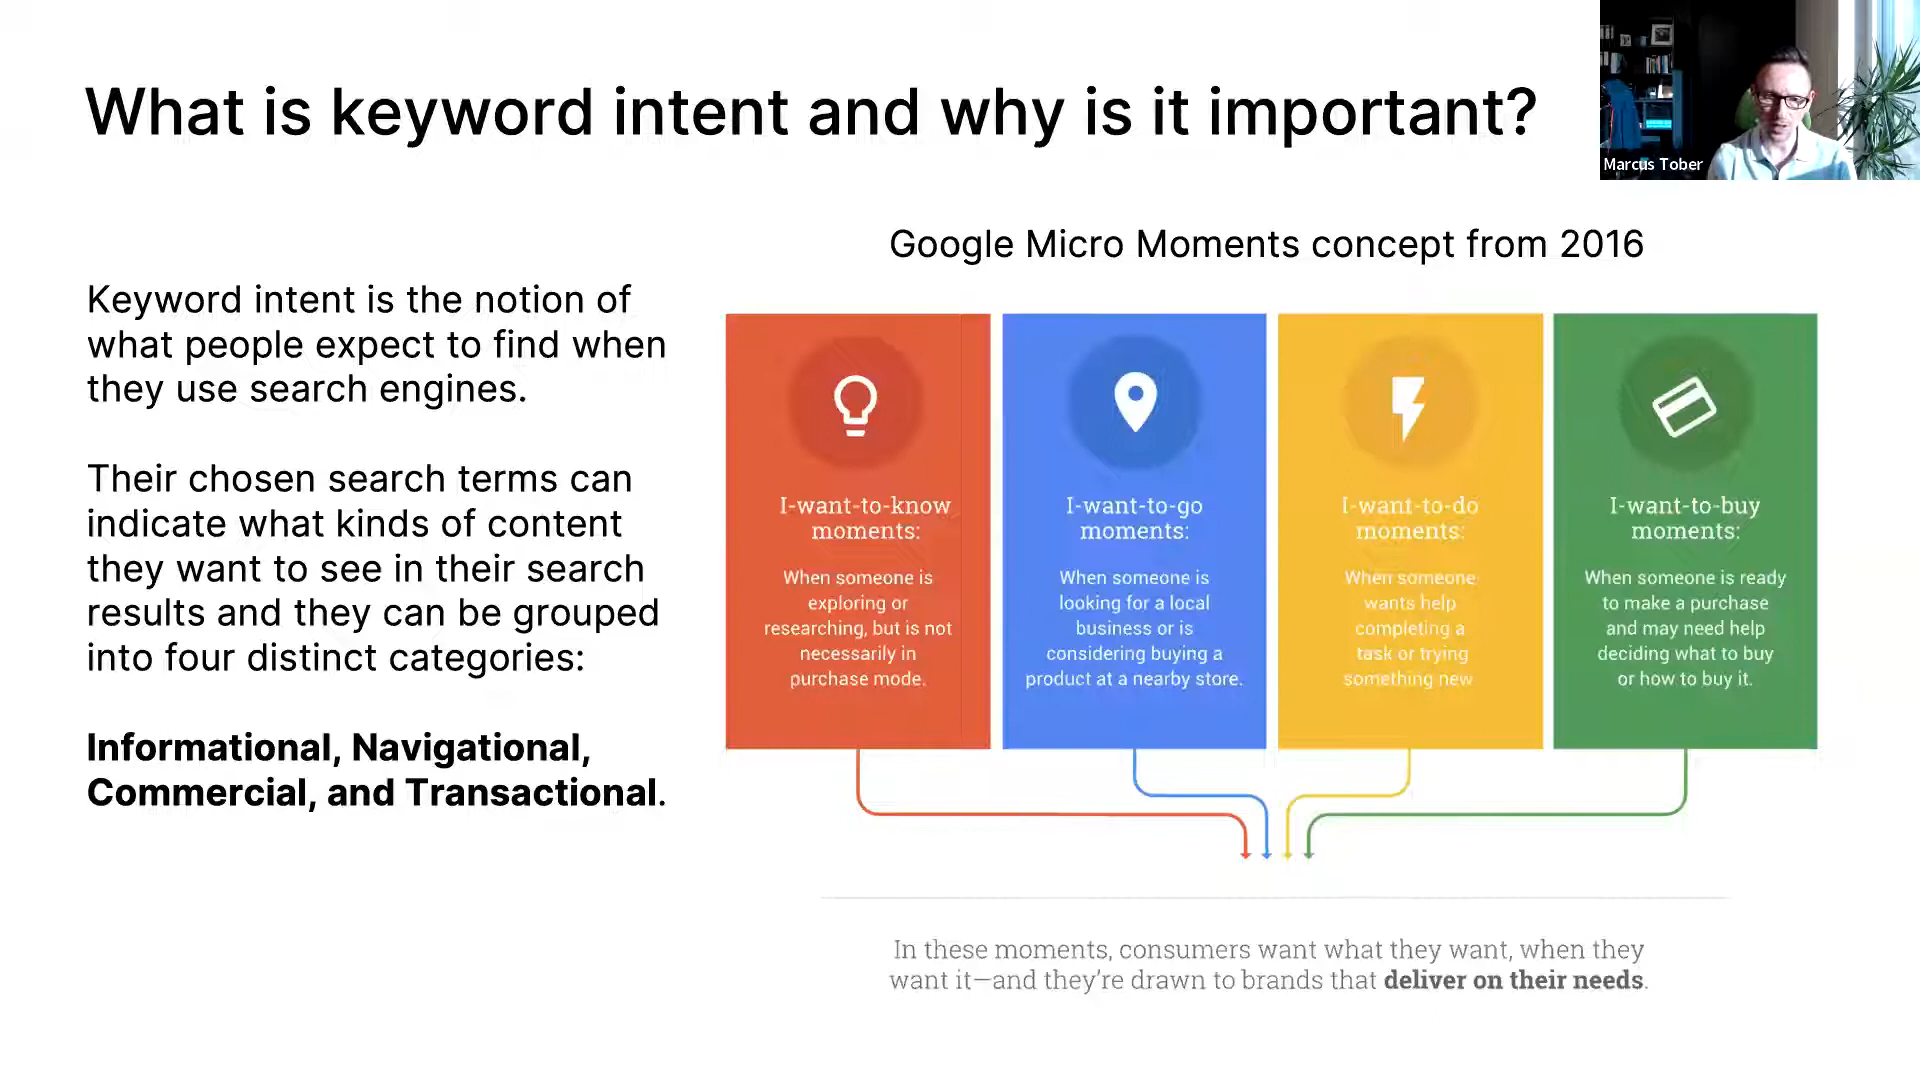 What is keyword intent and why is it important?
Marcus Tober
Keyword intent is the notion of
what people expect to find when
they use search engines.
Their chosen search terms can
indicate what kinds of content
they want to see in their search
results and they can be grouped
into four distinct categories:
Informational, Navigational,
Commercial, and Transactional.
Google Micro Moments concept from 2016
I-want-to-know
moments:
When someone is
exploring or
researching, but is not
necessarily in
purchase mode.
I-want-to-go
moments:
When someone is
looking for a local
business or is
considering buying a
product at a nearby store.
I-want-to-do
moments:
When someone
wants help
completing a
task or trying
something new
I-want-to-buy
moments:
When someone is ready
to make a purchase
and may need help
deciding what to buy
or how to buy it.
In these moments, consumers want what they want, when they
want it—and they're drawn to brands that deliver on their needs.